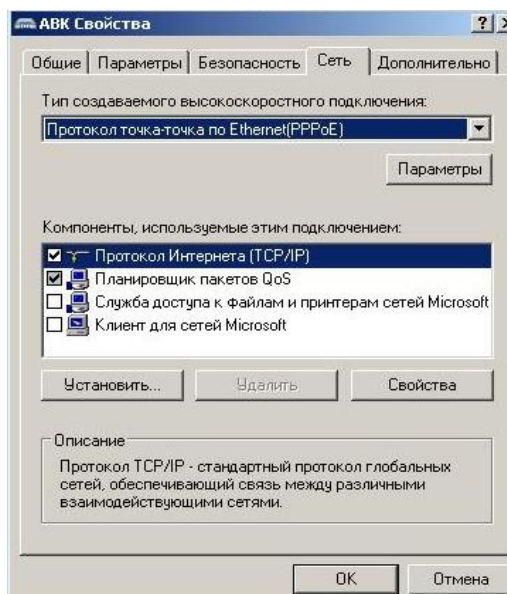 АВК Свойства
Общие Параметры Безопасность Сеть Дополнительно
Тип создаваемого высокоскоростного подключения:
Протокол точка-точка по Ethernet(PPPoE)
Параметры
Компоненты, используемые этим подключением:
Протокол Интернета (TCP/IP)
Планировщик пакетов QoS
Служба доступа к файлам и принтерам сетей Microsoft
Клиент для сетей Microsoft
Установить... Удалить Свойства
Описание
Протокол TCP/IP - стандартный протокол глобальных
сетей, обеспечивающий связь между различными
взаимодействующими сетями.
OK Отмена